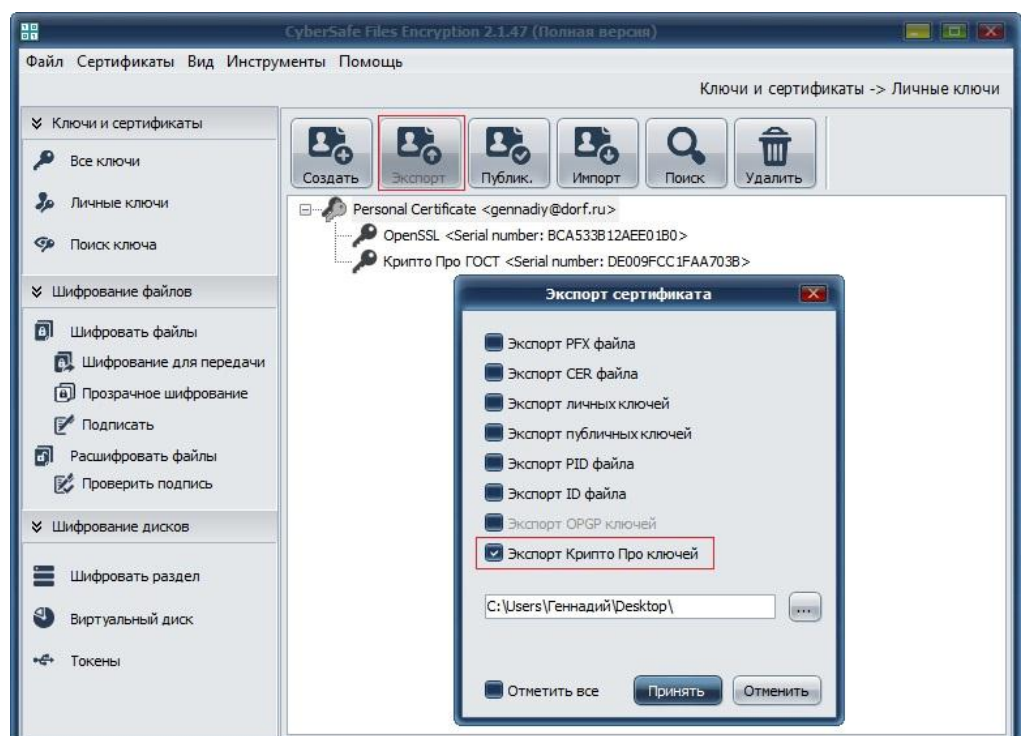 CyberSafe Files Encryption 2.1.47 (Полная версия)
Файл Сертификаты Вид Инструменты Помощь
Ключи и сертификаты -> Личные ключи
Ключи и сертификаты
Все ключи
Личные ключи
Поиск ключа
Шифрование файлов
Шифровать файлы
Шифрование для передачи
Прозрачное шифрование
Подписать
Расшифровать файлы
Проверить подпись
Шифрование дисков
Шифровать раздел
Виртуальный диск
Токены
Создать Экспорт Публик. Импорт Поиск Удалить
Personal Certificate <gennadiy@dorf.ru>
OpenSSL <Serial number: BCA533B12AEE01B0>
Крипто Про ГОСТ <Serial number: DE009FCC1FAA703B>
Экспорт сертификата
Экспорт PFX файла
Экспорт CER файла
Экспорт личных ключей
Экспорт публичных ключей
Экспорт PID файла
Экспорт ID файла
Экспорт OPGP ключей
Экспорт Крипто Про ключей
C:\Users\Геннадий\Desktop\
...
Отметить все Принять Отменить